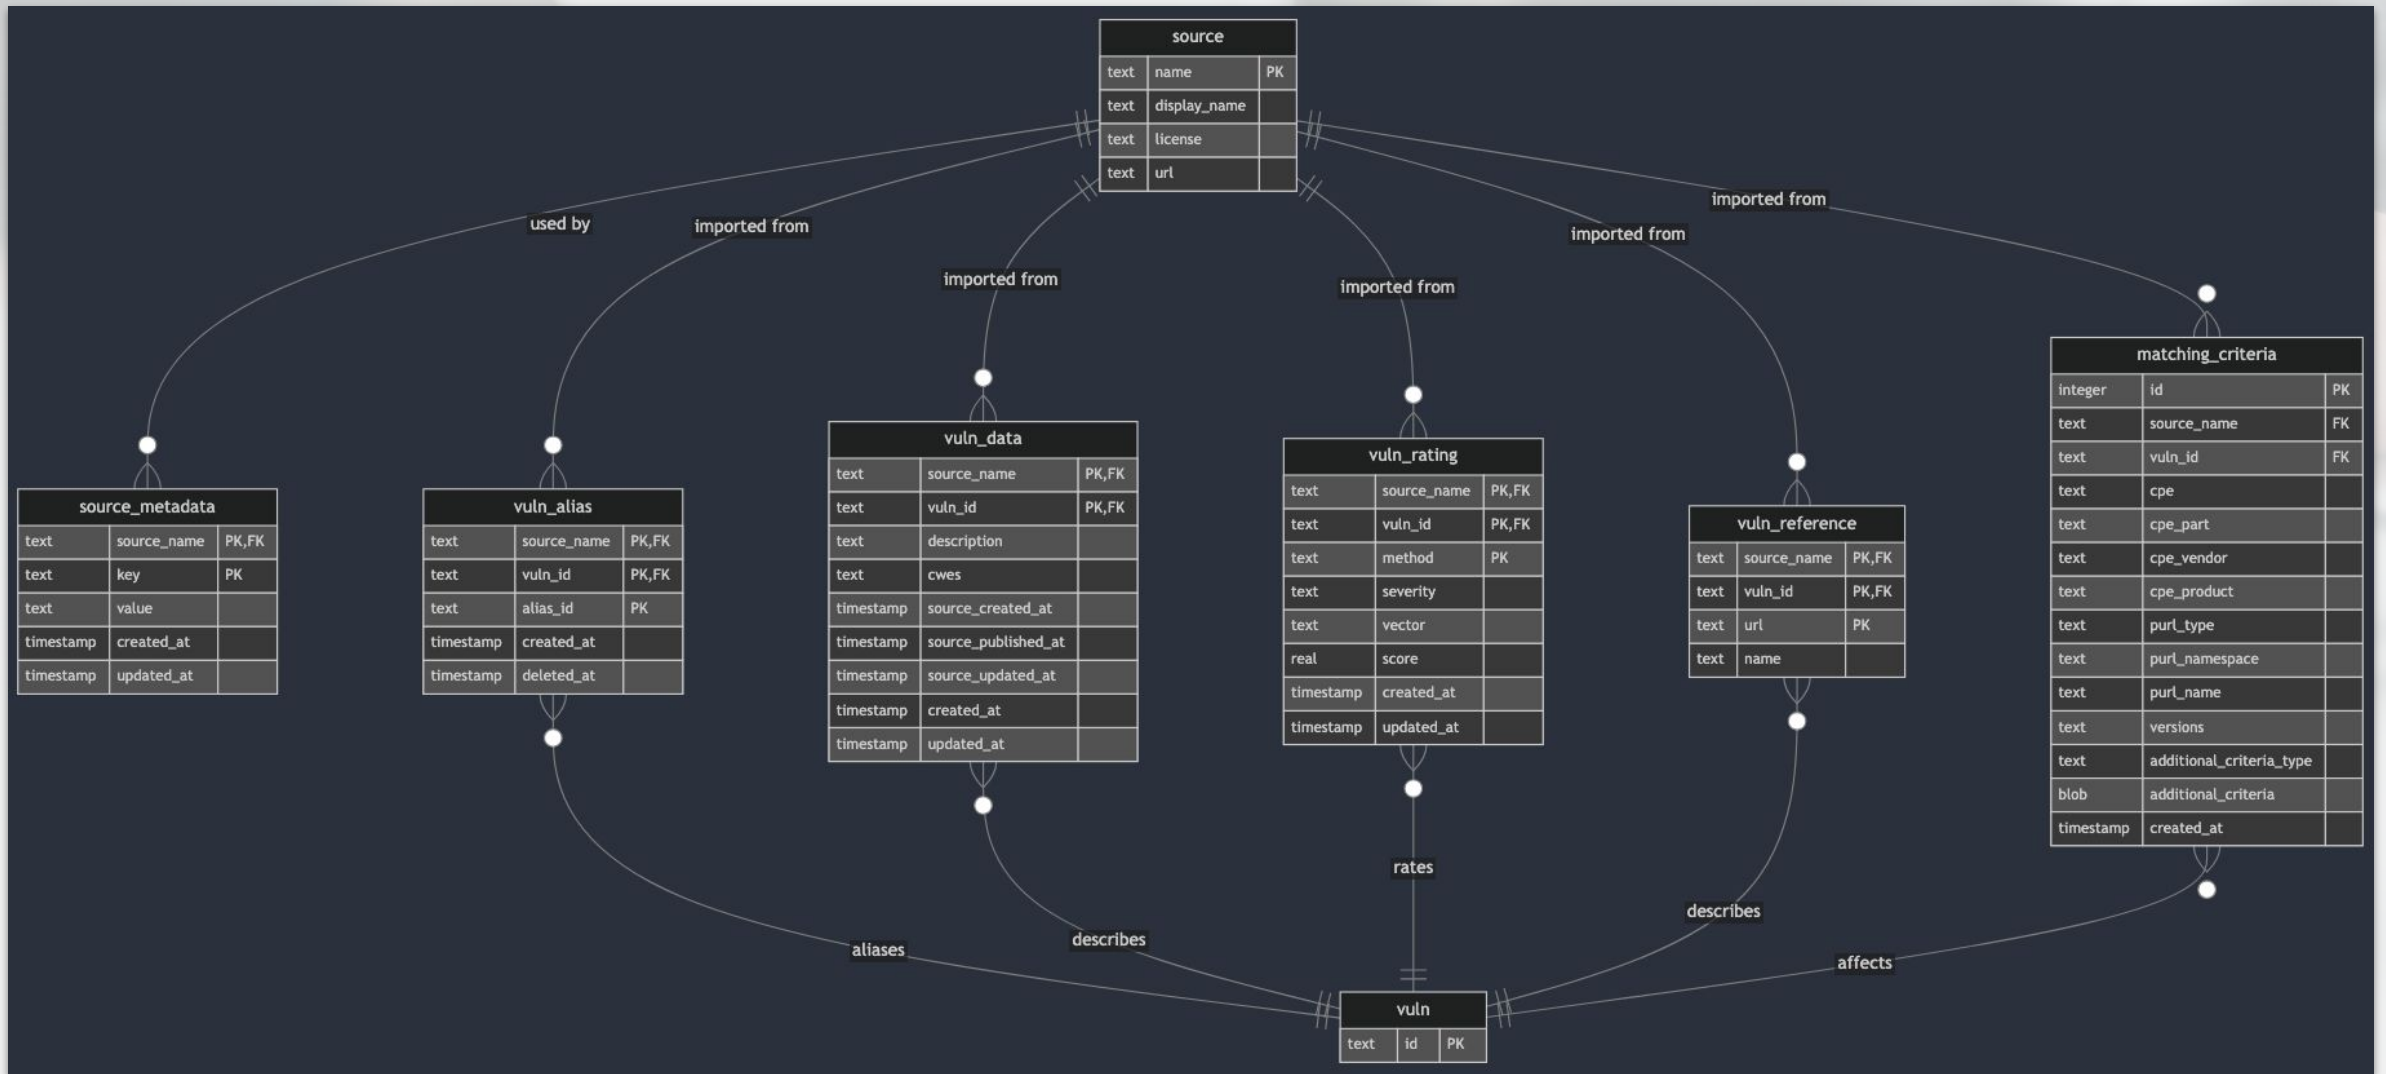 source
text name PK
text display_name
text license
text url
used by
imported from
imported from
imported from
imported from
imported from
source_metadata
text source_name PK,FK
text key PK
text value
timestamp created_at
timestamp updated_at
vuln_alias
text source_name PK,FK
text vuln_id PK,FK
text alias_id PK
timestamp created_at
timestamp deleted_at
vuln_data
text source_name PK,FK
text vuln_id PK,FK
text description
text cwes
timestamp source_created_at
timestamp source_published_at
timestamp source_updated_at
timestamp created_at
timestamp updated_at
vuln_rating
text source_name PK,FK
text vuln_id PK,FK
text method PK
text severity
text vector
real score
timestamp created_at
timestamp updated_at
vuln_reference
text source_name PK,FK
text vuln_id PK,FK
text url PK
text name
matching_criteria
integer id PK
text source_name FK
text vuln_id FK
text cpe
text cpe_part
text cpe_vendor
text cpe_product
text purl_type
text purl_namespace
text purl_name
text versions
text additional_criteria_type
blob additional_criteria
timestamp created_at
aliases
describes
rates
describes
affects
vuln
text id PK